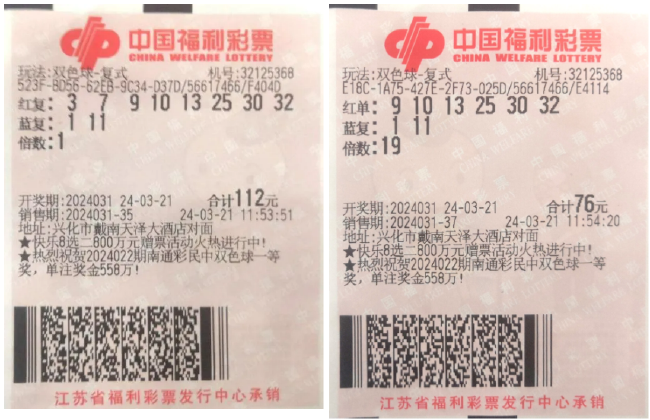 中国福利彩票
CHINA WELFARE LOTTERY
玩法:双色球-复式 机号:32125368
523F-8D56-62EB-9C34-D37D/56617466/F404D
红复: 3 7 9 10 13 25 30 32
蓝复: 1 11
倍数:1
开奖期:2024031 24-03-21 合计112元
销售期:2024031-35 24-03-21 11:53:51
地址:兴化市戴南天泽大酒店对面
★快乐8选二800万元赠票活动火热进行中!
★热烈祝贺2024022期南通彩民中双色球一等
奖,单注奖金558万!
江苏省福利彩票发行中心承销
中国福利彩票
CHINA WELFARE LOTTERY
玩法:双色球-复式 机号:32125368
E18C-1A75-427E-2F73-025D/56617466/E4114
红单: 9 10 13 25 30 32
蓝复: 1 11
倍数:19
开奖期:2024031 24-03-21 合计76元
销售期:2024031-37 24-03-21 11:54:20
地址:兴化市戴南天泽大酒店对面
★快乐8选二800万元赠票活动火热进行中!
★热烈祝贺2024022期南通彩民中双色球一等
奖,单注奖金558万!
江苏省福利彩票发行中心承销